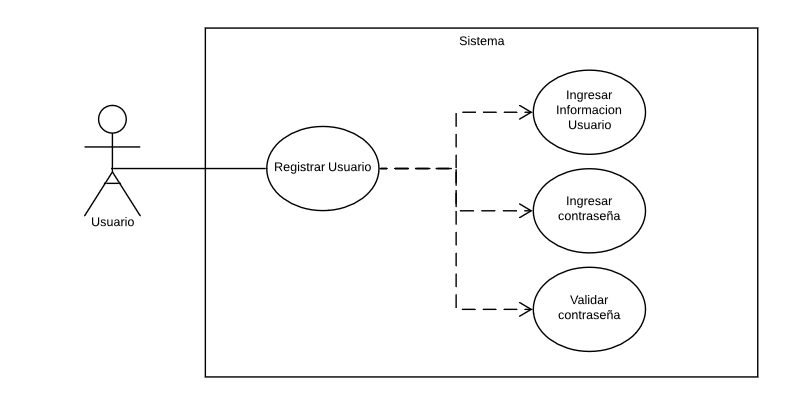 Sistema
Ingresar
Informacion
Usuario
Registrar Usuario
Ingresar
contraseña
Usuario
Validar
contraseña